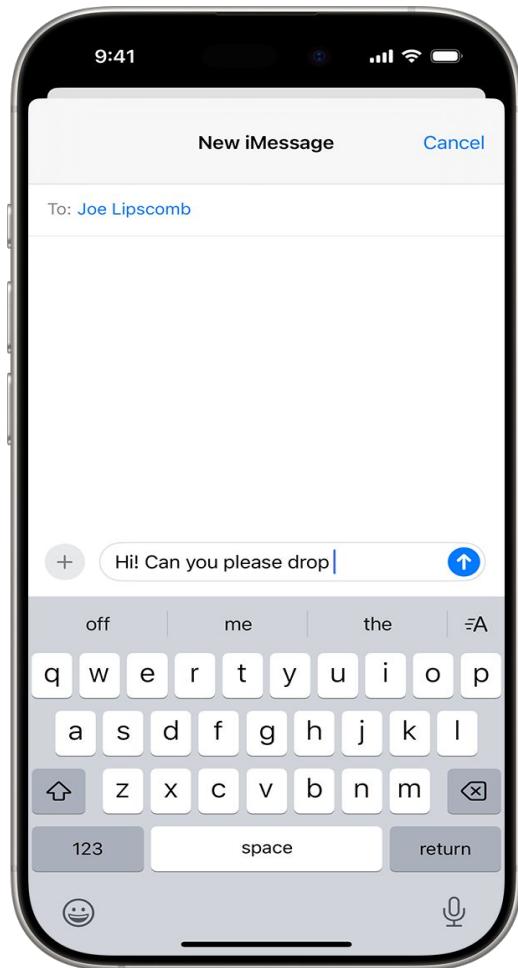 9:41
New iMessage Cancel
To: Joe Lipscomb
Hi! Can you please drop
off me the A
q w e r t y u i o p
a s d f g h j k l
z x c v b n m
123 space return